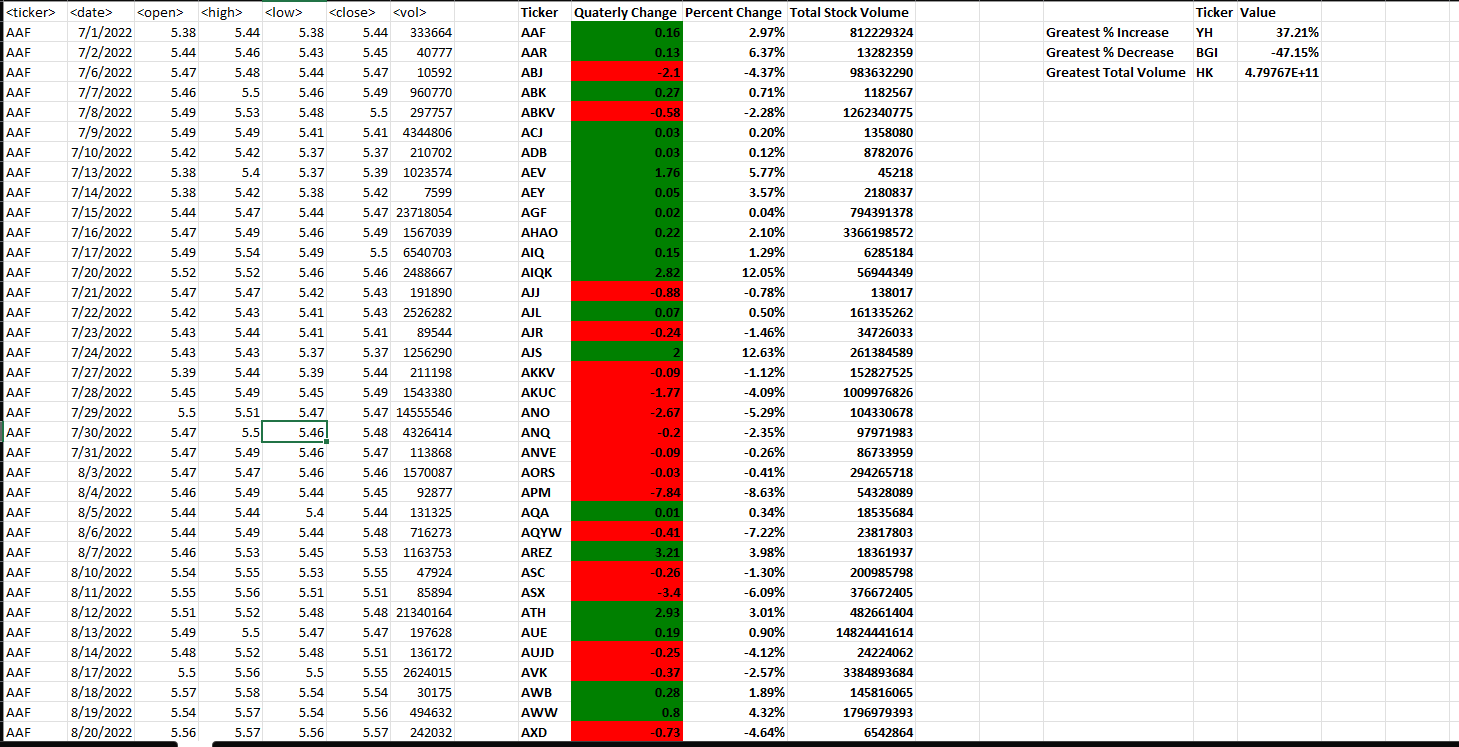 <ticker> <date> <open> <high> <low> <close> <vol> Ticker Quaterly Change Percent Change Total Stock Volume Ticker Value
AAF 7/1/2022 5.38 5.44 5.38 5.44 333664 AAF 0.16 2.97% 812229324 Greatest % Increase YH 37.21%
AAF 7/2/2022 5.44 5.46 5.43 5.45 40777 AAR 0.13 6.37% 13282359 Greatest % Decrease BGI -47.15%
AAF 7/6/2022 5.47 5.48 5.44 5.47 10592 ABJ -2.1 -4.37% 983632290 Greatest Total Volume HK 4.79767E+11
AAF 7/7/2022 5.46 5.5 5.46 5.49 960770 ABK 0.27 0.71% 1182567
AAF 7/8/2022 5.49 5.53 5.48 5.5 297757 ABKV -0.58 -2.28% 1262340775
AAF 7/9/2022 5.49 5.49 5.41 5.41 4344806 ACJ 0.03 0.20% 1358080
AAF 7/10/2022 5.42 5.42 5.37 5.37 210702 ADB 0.03 0.12% 8782076
AAF 7/13/2022 5.38 5.4 5.37 5.39 1023574 AEV 1.76 5.77% 45218
AAF 7/14/2022 5.38 5.42 5.38 5.42 7599 AEY 0.05 3.57% 2180837
AAF 7/15/2022 5.44 5.47 5.44 5.47 23718054 AGF 0.02 0.04% 794391378
AAF 7/16/2022 5.47 5.49 5.46 5.49 1567039 AHAO 0.22 2.10% 3366198572
AAF 7/17/2022 5.49 5.54 5.49 5.5 6540703 AIQ 0.15 1.29% 6285184
AAF 7/20/2022 5.52 5.52 5.46 5.46 2488667 AIQK 2.82 12.05% 56944349
AAF 7/21/2022 5.47 5.47 5.42 5.43 191890 AJJ -0.88 -0.78% 138017
AAF 7/22/2022 5.42 5.43 5.41 5.43 2526282 AJL 0.07 0.50% 161335262
AAF 7/23/2022 5.43 5.44 5.41 5.41 89544 AJR -0.24 -1.46% 34726033
AAF 7/24/2022 5.43 5.43 5.37 5.37 1256290 AJS 2 12.63% 261384589
AAF 7/27/2022 5.39 5.44 5.39 5.44 211198 AKKV -0.09 -1.12% 152827525
AAF 7/28/2022 5.45 5.49 5.45 5.49 1543380 AKUC -1.77 -4.09% 1009976826
AAF 7/29/2022 5.5 5.51 5.47 5.47 14555546 ANO -2.67 -5.29% 104330678
AAF 7/30/2022 5.47 5.5 5.46 5.48 4326414 ANQ -0.2 -2.35% 97971983
AAF 7/31/2022 5.47 5.49 5.46 5.47 113868 ANVE -0.09 -0.26% 86733959
AAF 8/3/2022 5.47 5.47 5.46 5.46 1570087 AORS -0.03 -0.41% 294265718
AAF 8/4/2022 5.46 5.49 5.44 5.45 92877 APM -7.84 -8.63% 54328089
AAF 8/5/2022 5.44 5.44 5.4 5.44 131325 AQA 0.01 0.34% 18535684
AAF 8/6/2022 5.44 5.49 5.44 5.48 716273 AQYW -0.41 -7.22% 23817803
AAF 8/7/2022 5.46 5.53 5.45 5.53 1163753 AREZ 3.21 3.98% 18361937
AAF 8/10/2022 5.54 5.55 5.53 5.55 47924 ASC -0.26 -1.30% 200985798
AAF 8/11/2022 5.55 5.56 5.51 5.51 85894 ASX -3.4 -6.09% 376672405
AAF 8/12/2022 5.51 5.52 5.48 5.48 21340164 ATH 2.93 3.01% 482661404
AAF 8/13/2022 5.49 5.5 5.47 5.47 197628 AUE 0.19 0.90% 14824441614
AAF 8/14/2022 5.48 5.52 5.48 5.51 136172 AUJD -0.25 -4.12% 24224062
AAF 8/17/2022 5.5 5.56 5.5 5.55 2624015 AVK -0.37 -2.57% 3384893684
AAF 8/18/2022 5.57 5.58 5.54 5.54 30175 AWB 0.28 1.89% 145816065
AAF 8/19/2022 5.54 5.57 5.54 5.56 494632 AWW 0.8 4.32% 1796979393
AAF 8/20/2022 5.56 5.57 5.56 5.57 242032 AXD -0.73 -4.64% 6542864